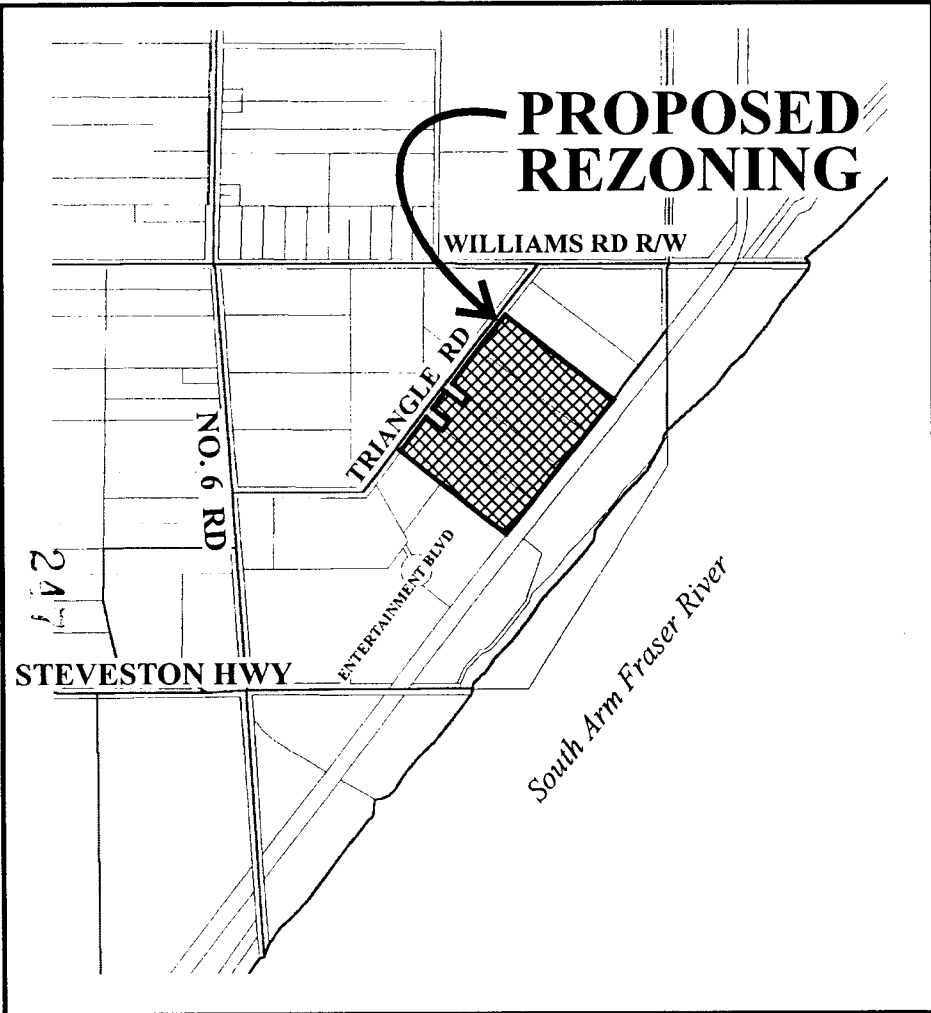 PROPOSED
REZONING
WILLIAMS RD R/W
TRIANGLE RD
NO.6 RD
ENTERTAINMENT BLVD
STEVESTON HWY
South Arm Fraser River